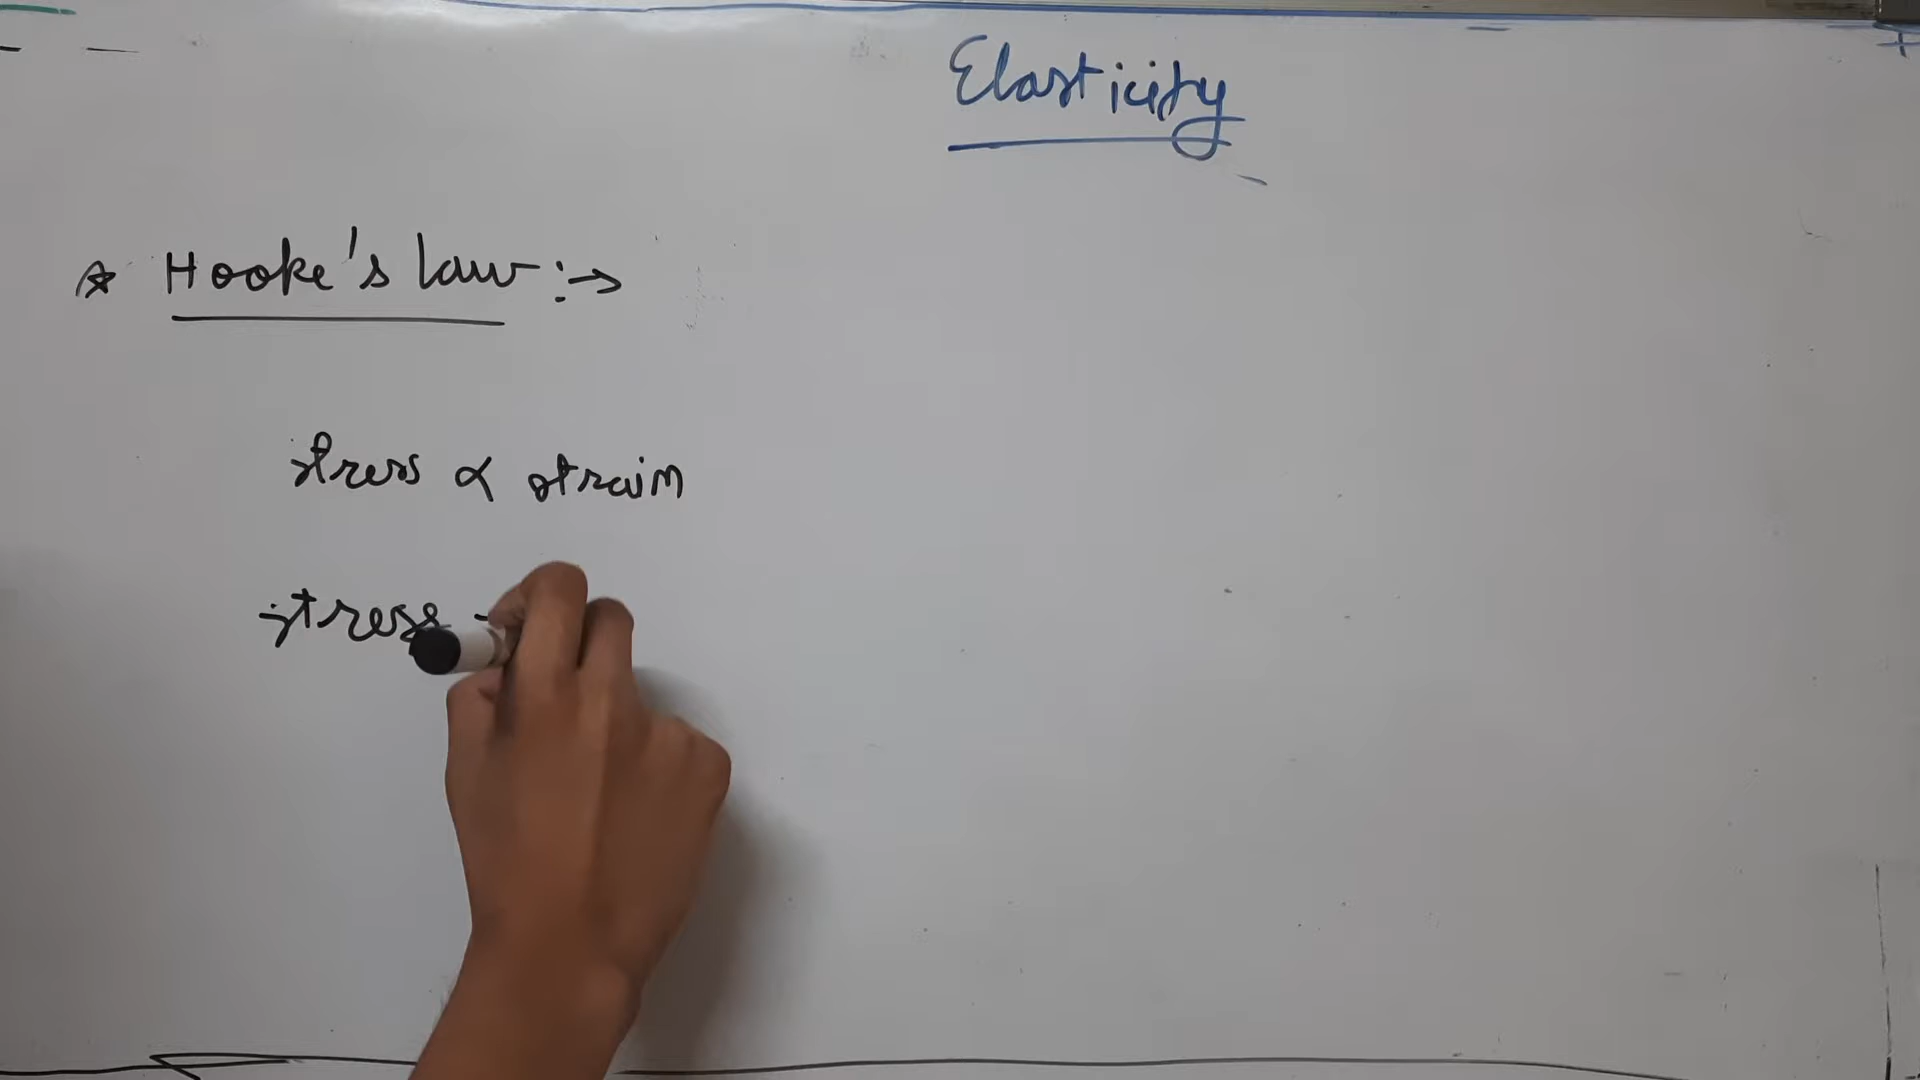 Elasticity
☆ Hooke's law :→
stress ∝ strain
stress -